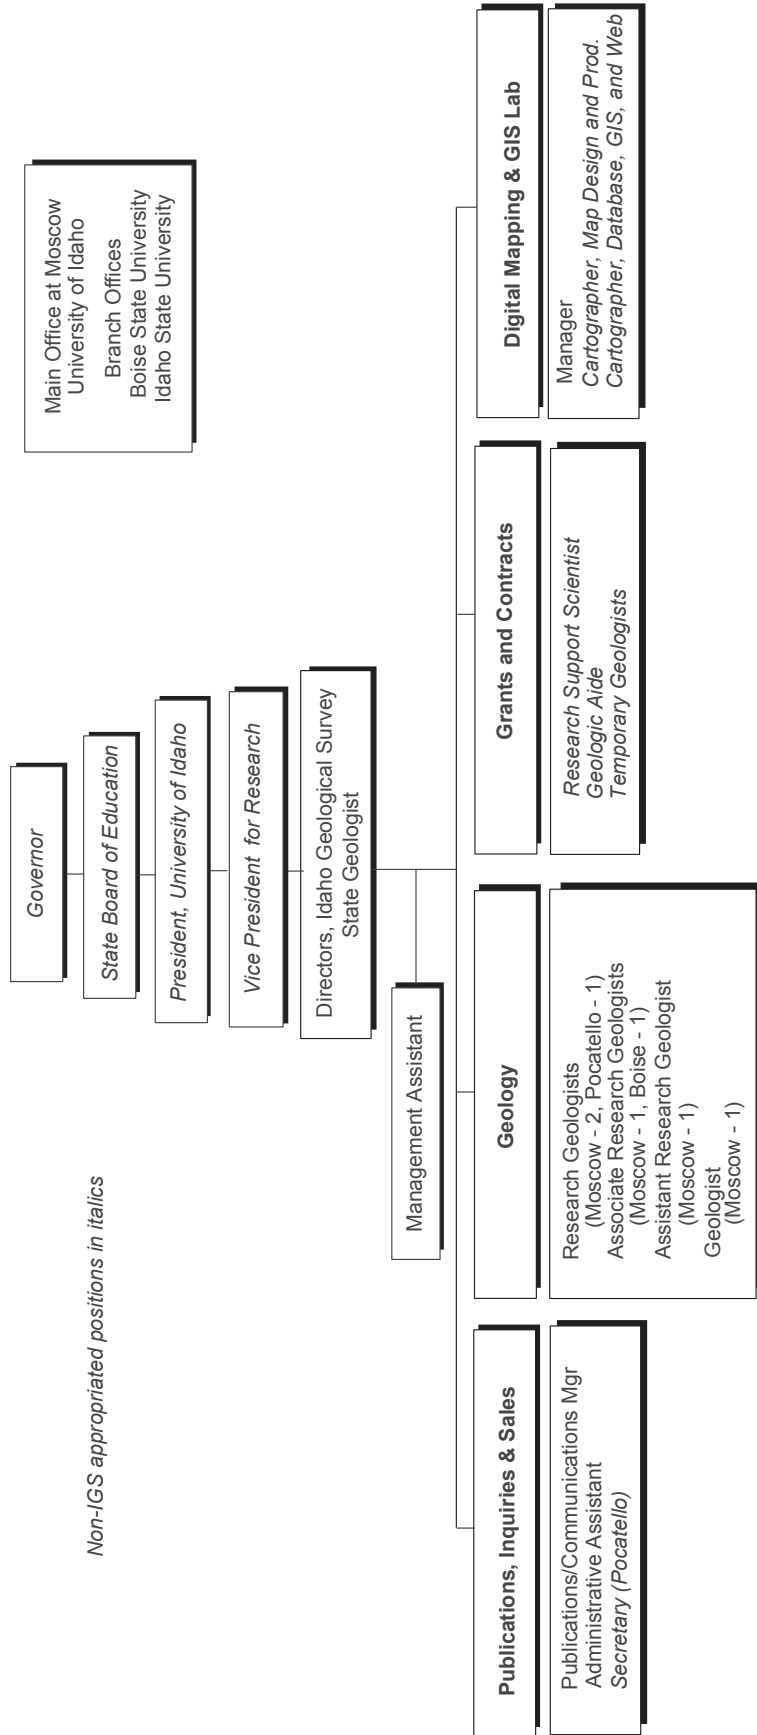 Non-IGS appropriated positions in italics
Governor
State Board of Education
President, University of Idaho
Vice President for Research
Directors, Idaho Geological Survey
State Geologist
Management Assistant
Main Office at Moscow
University of Idaho
Branch Offices
Boise State University
Idaho State University
Publications, Inquiries & Sales
Publications/Communications Mgr
Administrative Assistant
Secretary (Pocatello)
Geology
Research Geologists
(Moscow - 2, Pocatello - 1)
Associate Research Geologists
(Moscow - 1, Boise - 1)
Assistant Research Geologist
(Moscow - 1)
Geologist
(Moscow - 1)
Grants and Contracts
Research Support Scientist
Geologic Aide
Temporary Geologists
Digital Mapping & GIS Lab
Manager
Cartographer, Map Design and Prod.
Cartographer, Database, GIS, and Web